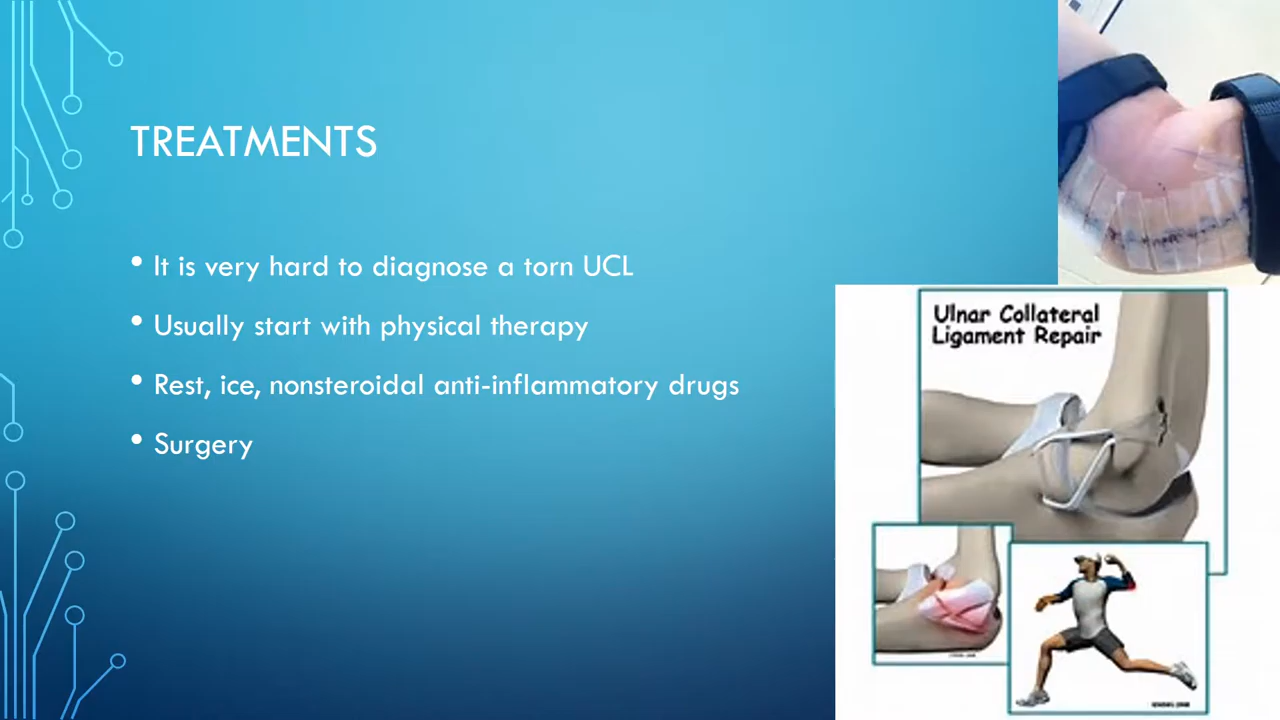 TREATMENTS
• It is very hard to diagnose a torn UCL
• Usually start with physical therapy
• Rest, ice, nonsteroidal anti-inflammatory drugs
• Surgery
Ulnar Collateral
Ligament Repair